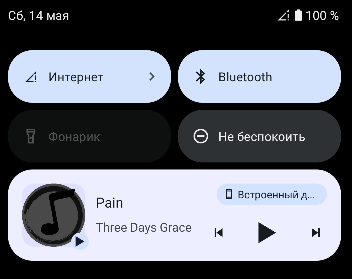 Сб, 14 мая 100 %
Интернет Bluetooth
Фонарик Не беспокоить
Встроенный д...
Pain
Three Days Grace